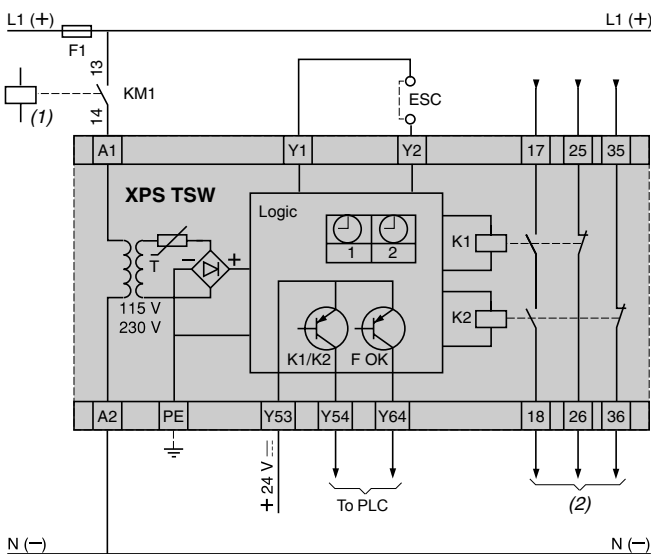 L1 (+) L1 (+)
F1
13
KM1
14
(1)
ESC
A1 Y1 Y2 17 25 35
XPS TSW
Logic
1 2
K1
T
– +
115 V
230 V
K2
K1/K2 F OK
A2 PE Y53 Y54 Y64 18 26 36
+ 24 V
To PLC
(2)
N (–) N (–)